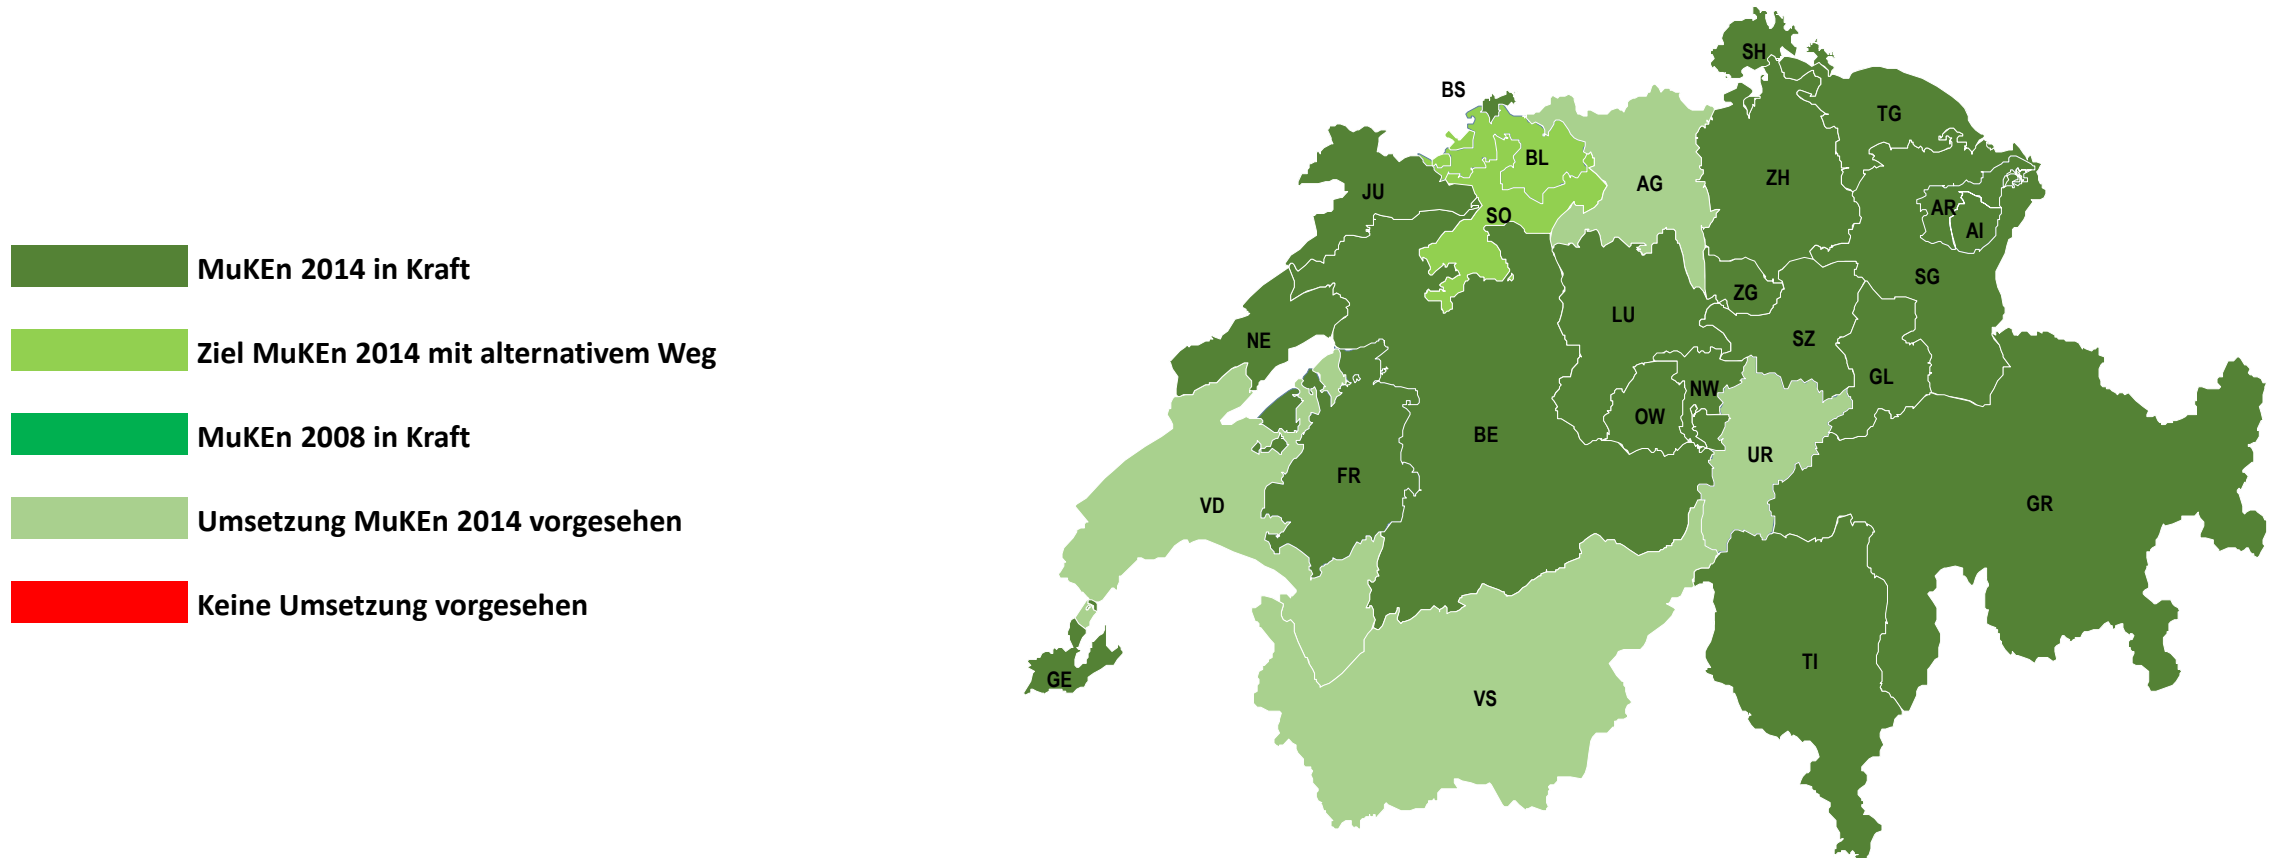 MuKEn 2014 in Kraft
Ziel MuKEn 2014 mit alternativem Weg
MuKEn 2008 in Kraft
Umsetzung MuKEn 2014 vorgesehen
Keine Umsetzung vorgesehen
SH
BS
TG
BL
AG
ZH
JU
AR
SO
AI
SG
ZG
LU
NE
SZ
GL
NW
OW
BE
UR
FR
VD
GR
TI
GE
VS